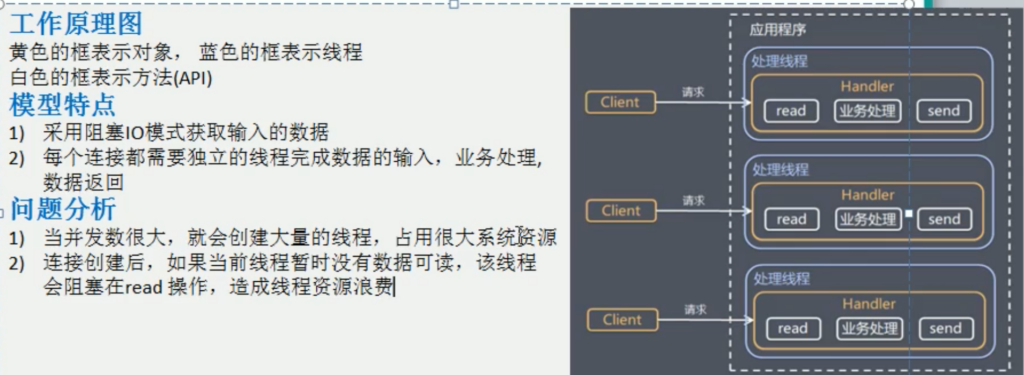 工作原理图
黄色的框表示对象， 蓝色的框表示线程
白色的框表示方法(API)
模型特点
1) 采用阻塞IO模式获取输入的数据
2) 每个连接都需要独立的线程完成数据的输入，业务处理,
数据返回
问题分析
1) 当并发数很大，就会创建大量的线程，占用很大系统资源
2) 连接创建后，如果当前线程暂时没有数据可读，该线程
会阻塞在read 操作，造成线程资源浪费
应用程序
处理线程
Handler
Client
请求
read
业务处理
send
处理线程
Handler
Client
请求
read
业务处理
send
处理线程
Handler
Client
请求
read
业务处理
send